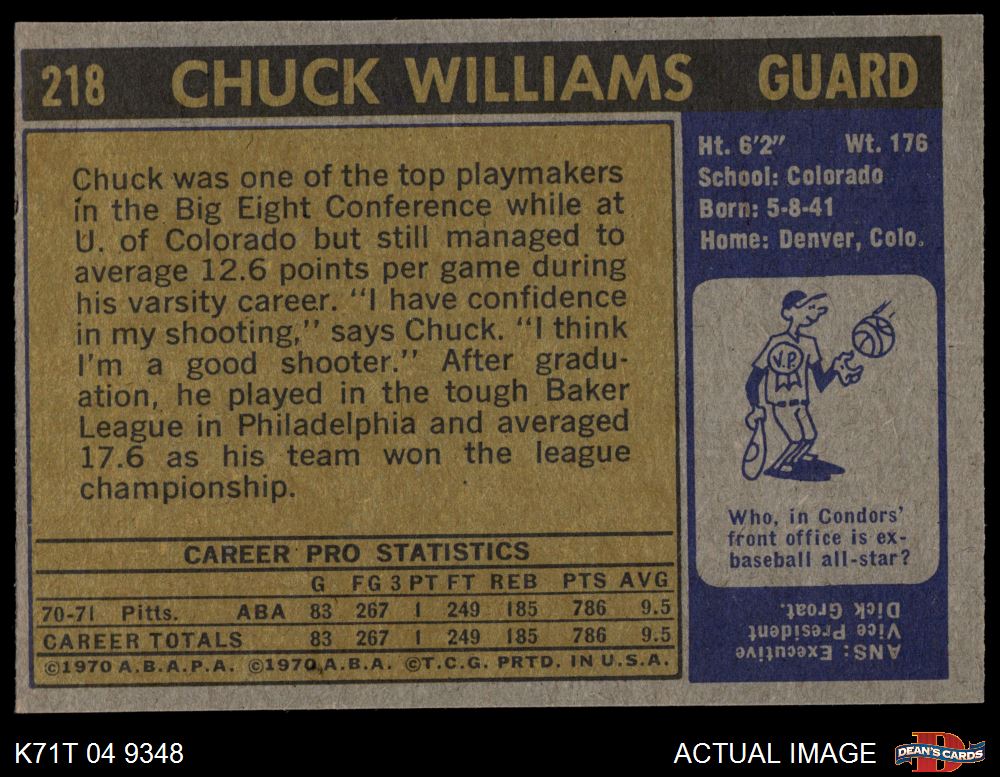 218 CHUCK WILLIAMS GUARD
Chuck was one of the top playmakers
in the Big Eight Conference while at
U. of Colorado but still managed to
average 12.6 points per game during
his varsity career. "I have confidence
in my shooting," says Chuck. "I think
I'm a good shooter." After gradu-
ation, he played in the tough Baker
League in Philadelphia and averaged
17.6 as his team won the league
championship.
CAREER PRO STATISTICS
G FG 3 PT FT REB PTS AVG
70-71 Pitts. ABA 83 267 1 249 185 786 9.5
CAREER TOTALS 83 267 1 249 185 786 9.5
©1970 A.B.A.P.A. ©1970 A.B.A. ©T.C.G. PRTD. IN U.S.A.
Ht. 6'2" Wt. 176
School: Colorado
Born: 5-8-41
Home: Denver, Colo.
V.P.
Who, in Condors'
front office is ex-
baseball all-star?
ANS: Executive
Vice President
Dick Groat.
K71T 04 9348
ACTUAL IMAGE
D
DEAN'S CARDS